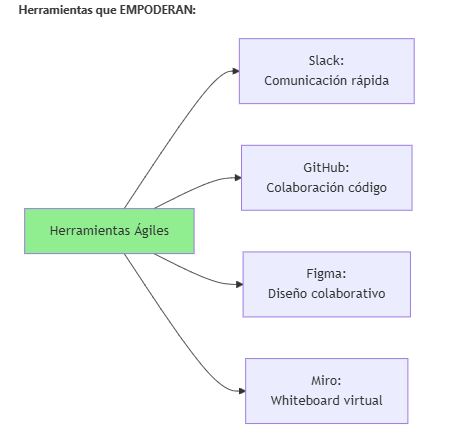 Herramientas que EMPODERAN:
Slack:
Comunicación rápida
GitHub:
Colaboración código
Herramientas Ágiles
Figma:
Diseño colaborativo
Miro:
Whiteboard virtual